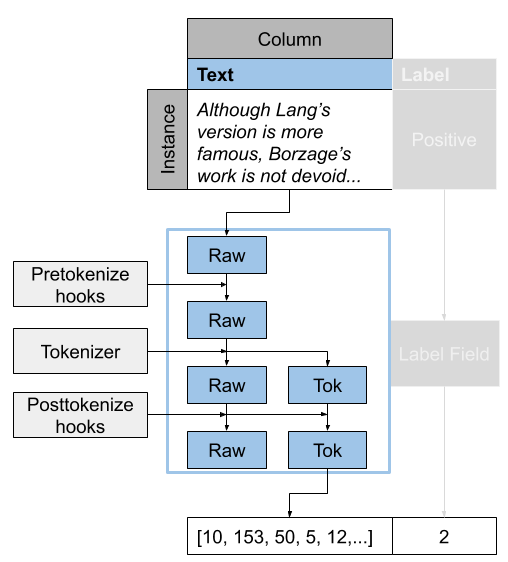 Column
Text
Label
Instance
Although Lang's
version is more
famous, Borzage's
work is not devoid...
Positive
Raw
Pretokenize
hooks
Raw
Tokenizer
Label Field
Raw
Tok
Posttokenize
hooks
Raw
Tok
[10, 153, 50, 5, 12,...]
2